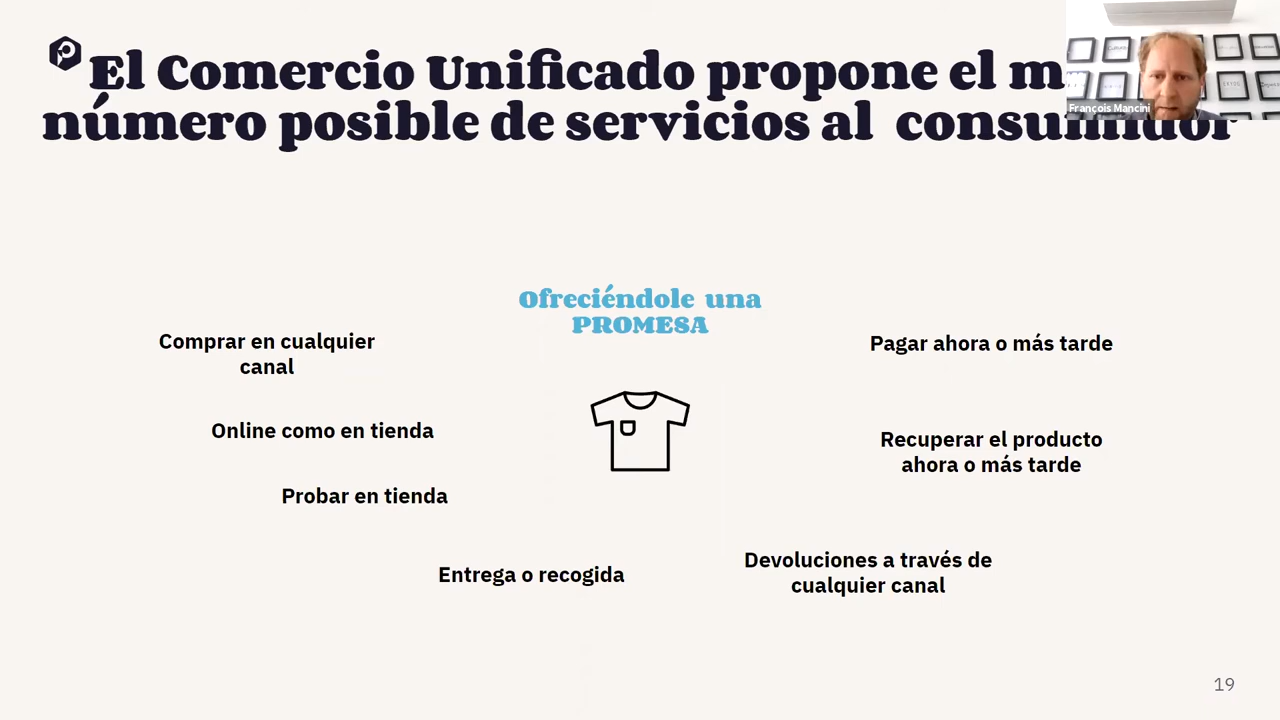 El Comercio Unificado propone el m
número posible de servicios al consumidor
François Mancini
Ofreciéndole una
PROMESA
Comprar en cualquier
canal
Online como en tienda
Probar en tienda
Entrega o recogida
Pagar ahora o más tarde
Recuperar el producto
ahora o más tarde
Devoluciones a través de
cualquier canal
19